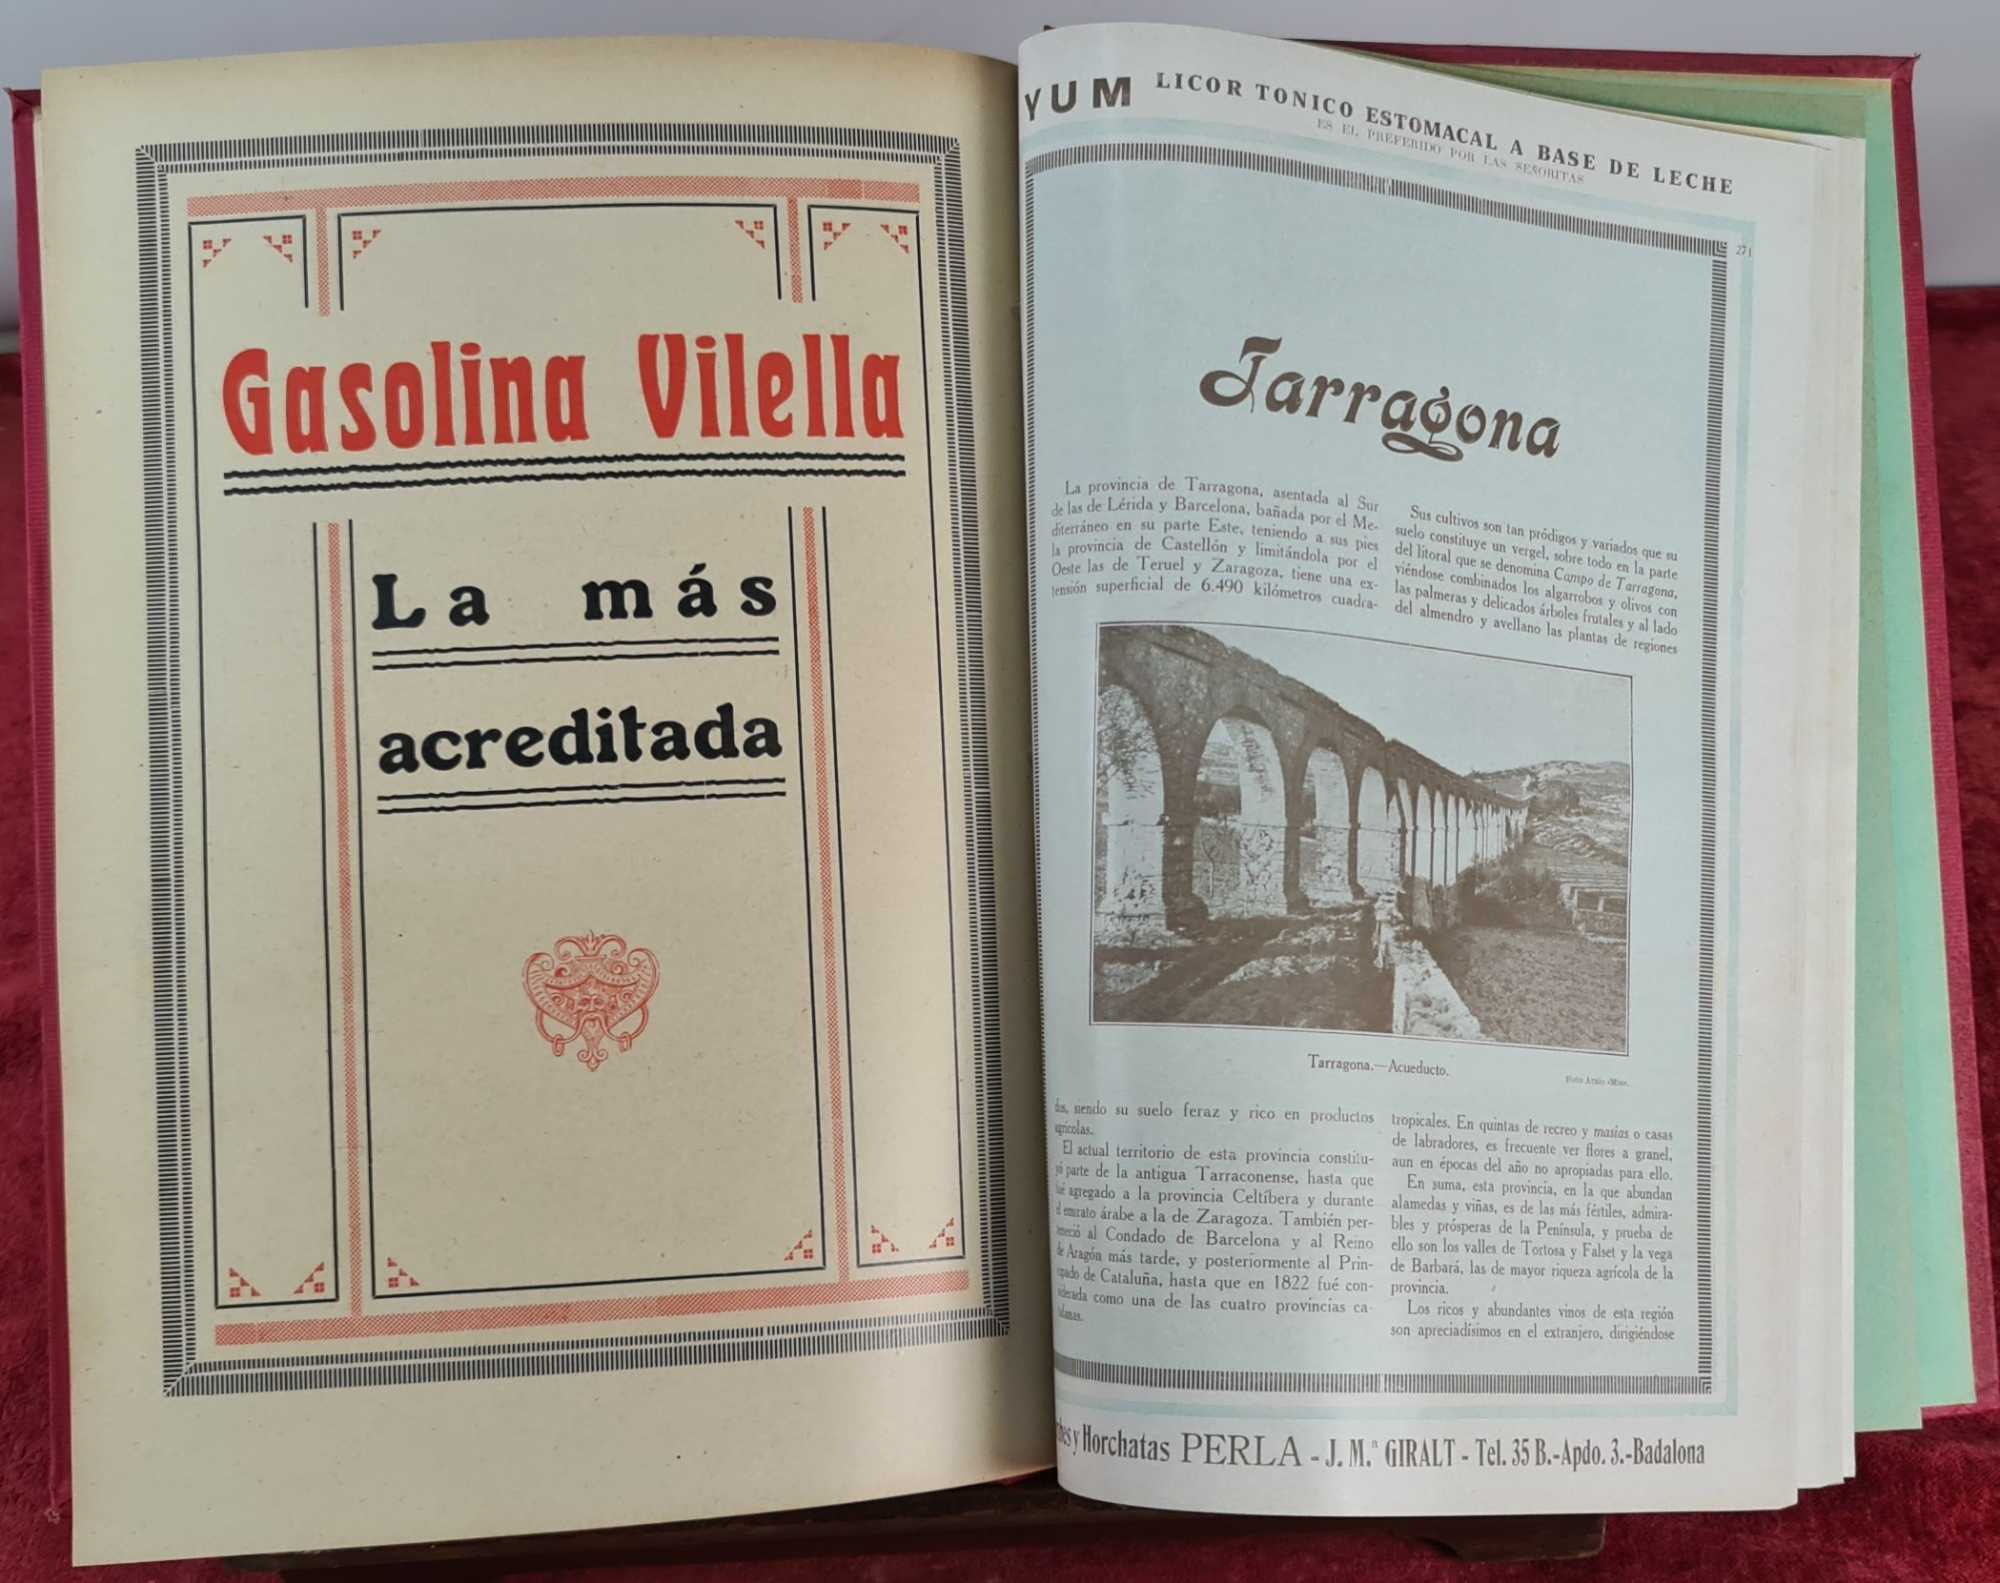 Gasolina Vilella
La más
acreditada
YUM LICOR TONICO ESTOMACAL A BASE DE LECHE
ES EL PREFERIDO POR LAS SEÑORITAS
271
Tarragona
La provincia de Tarragona, asentada al Sur
de las de Lérida y Barcelona, bañada por el Me-
diterráneo en su parte Este, teniendo a sus pies
la provincia de Castellón y limitándola por el
Oeste las de Teruel y Zaragoza, tiene una ex-
tensión superficial de 6.490 kilómetros cuadra-
dos, siendo su suelo feraz y rico en productos
agrícolas.
El actual territorio de esta provincia constitu-
yó parte de la antigua Tarraconense, hasta que
fué agregado a la provincia Celtíbera y durante
el emirato árabe a la de Zaragoza. También per-
teneció al Condado de Barcelona y al Reino
de Aragón más tarde, y posteriormente al Prin-
cipado de Cataluña, hasta que en 1822 fué con-
siderada como una de las cuatro provincias ca-
talanas.
Sus cultivos son tan pródigos y variados que su
suelo constituye un vergel, sobre todo en la parte
del litoral que se denomina Campo de Tarragona,
viéndose combinados los algarrobos y olivos con
las palmeras y delicados árboles frutales y al lado
del almendro y avellano las plantas de regiones
Tarragona.—Acueducto.
Foto
tropicales. En quintas de recreo y masías o casas
de labradores, es frecuente ver flores a granel,
aun en épocas del año no apropiadas para ello.
En suma, esta provincia, en la que abundan
alamedas y viñas, es de las más fértiles, admira-
bles y prósperas de la Península, y prueba de
ello son los valles de Tortosa y Falset y la vega
de Barbará, las de mayor riqueza agrícola de la
provincia.
Los ricos y abundantes vinos de esta región
son apreciadísimos en el extranjero, dirigiéndose
y Horchatas PERLA - J. M.ª GIRALT - Tel. 35 B.-Apdo. 3.-Badalona